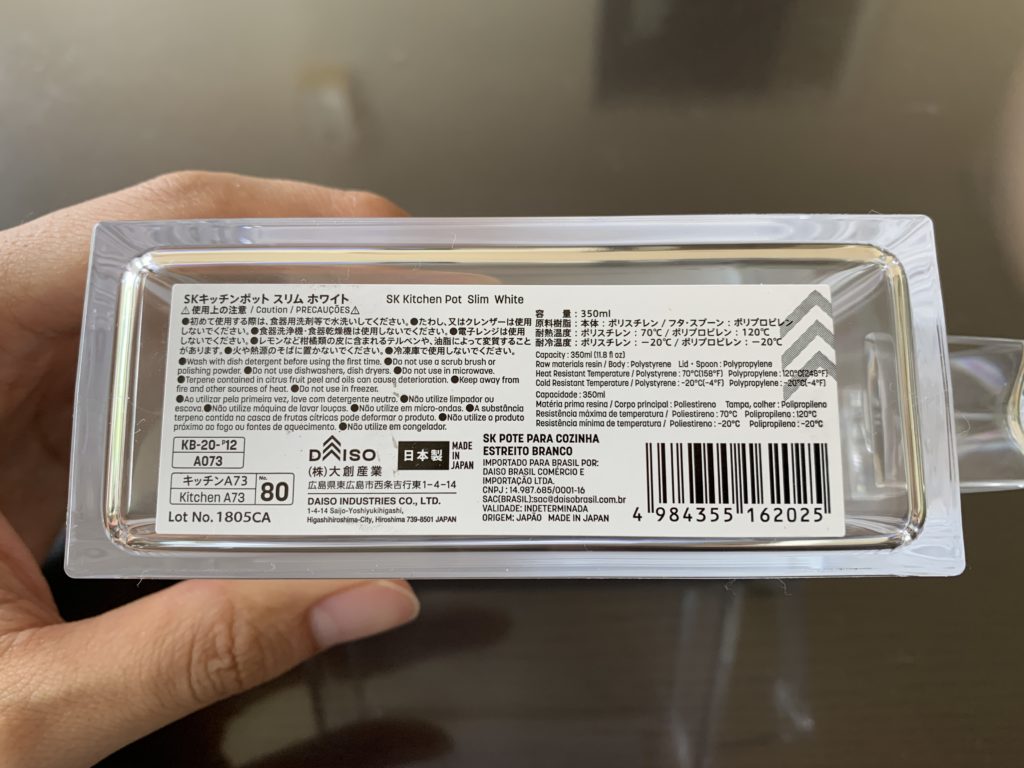 SKキッチンポット スリム ホワイト SK Kitchen Pot Slim White
⚠使用上の注意 / Caution / PRECAUÇÕES⚠
●初めて使用する際は、食器用洗剤等で水洗いしてください。●たわし、又はクレンザーは使用
しないでください。●食器洗浄機・食器乾燥機は使用しないでください。●電子レンジは使用
しないでください。●レモンなど柑橘類の皮に含まれるテルペンや、油脂によって変質すること
があります。●火や熱源のそばに置かないでください。●冷凍庫で使用しないでください。
●Wash with dish detergent before using the first time. ●Do not use a scrub brush or
polishing powder. ●Do not use dishwashers, dish dryers. ●Do not use in microwave.
●Terpene contained in citrus fruit peel and oils can cause deterioration. ●Keep away from
fire and other sources of heat. ●Do not use in freezer.
●Ao utilizar pela primeira vez, lave com detergente neutro. ●Não utilize limpador ou
escova.●Não utilize máquina de lavar louças. ●Não utilize em micro-ondas. ●A substância
terpene contida na casca de frutas cítricas pode deformar o produto. ●Não utilize o produto
próximo ao fogo ou fontes de aquecimento. ●Não utilize em congelador.
容 量 : 350ml
原料樹脂 : 本体 : ポリスチレン / フタ・スプーン : ポリプロピレン
耐熱温度 : ポリスチレン : 70℃ / ポリプロピレン : 120℃
耐冷温度 : ポリスチレン : −20℃ / ポリプロピレン : −20℃
Capacity : 350ml (11.8 fl oz)
Raw materials resin / Body : Polystyrene Lid・Spoon : Polypropylene
Heat Resistant Temperature / Polystyrene : 70℃(158°F) Polypropylene : 120℃(248°F)
Cold Resistant Temperature / Polystyrene : -20℃(-4°F) Polypropylene : -20℃(-4°F)
Capacidade : 350ml
Matéria prima resino / Corpo principal : Poliestireno Tampa, colher : Polipropileno
Resistência máxima de temperatura / Poliestireno : 70℃ Polipropileno : 120℃
Resistência mínima de temperatura / Poliestireno : -20℃ Polipropileno : -20℃
KB-20-'12
A073
キッチンA73
Kitchen A73
No.
80
Lot No. 1805CA
DAISO
日本製
MADE
IN
JAPAN
(株)大創産業
広島県東広島市西条吉行東1-4-14
DAISO INDUSTRIES CO., LTD.
1-4-14 Saijo-Yoshiyukihigashi,
Higashihiroshima-City, Hiroshima 739-8501 JAPAN
SK POTE PARA COZINHA
ESTREITO BRANCO
IMPORTADO PARA BRASIL POR:
DAISO BRASIL COMÉRCIO E
IMPORTAÇÃO LTDA.
CNPJ : 14.987.685/0001-16
SAC(BRASIL):sac@daisobrasil.com.br
VALIDADE: INDETERMINADA
ORIGEM: JAPÃO MADE IN JAPAN
4 984355 162025